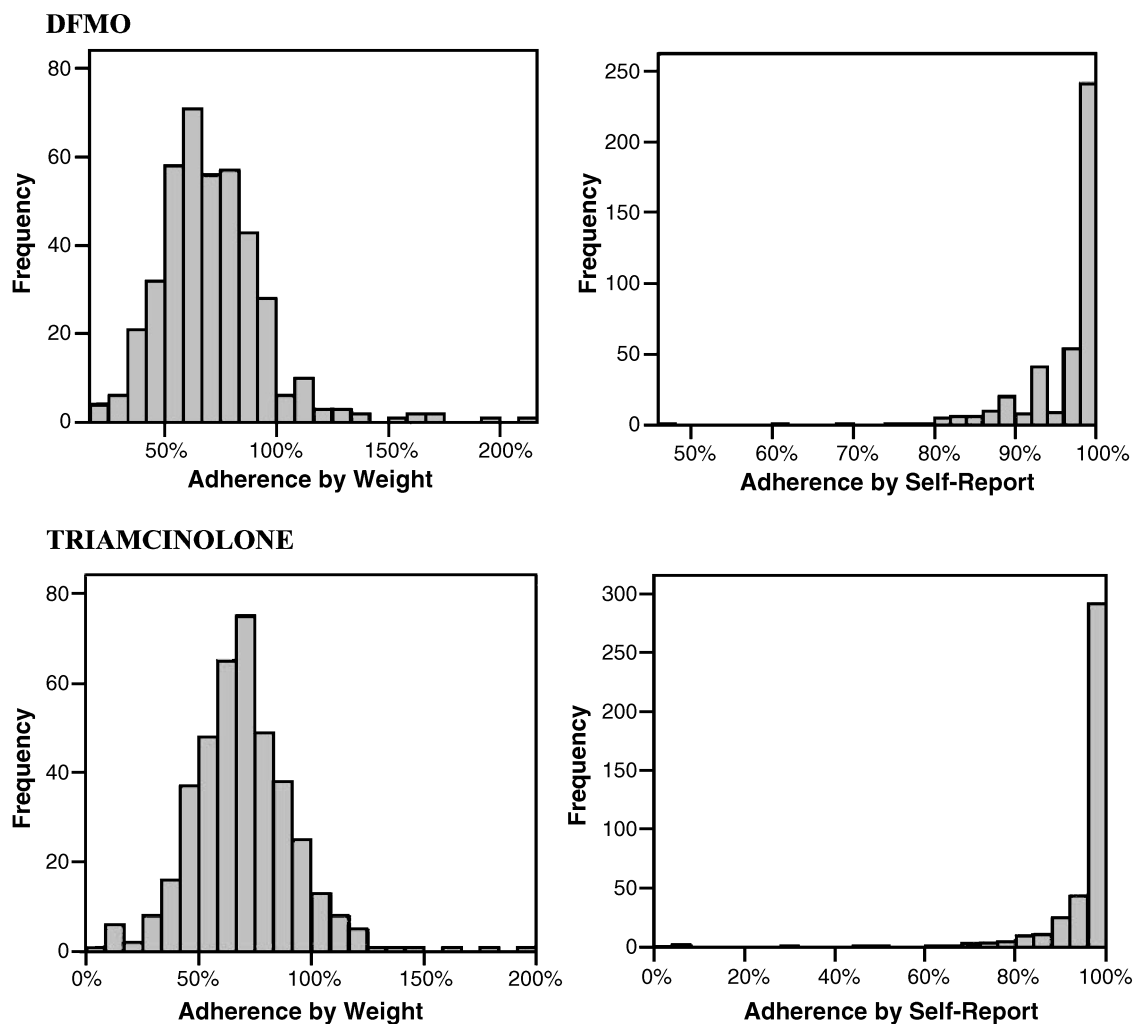 DFMO
80
60
40
20
0
Frequency
50% 100% 150% 200%
Adherence by Weight
250
200
150
100
50
0
Frequency
50% 60% 70% 80% 90% 100%
Adherence by Self-Report
TRIAMCINOLONE
80
60
40
20
0
Frequency
0% 50% 100% 150% 200%
Adherence by Weight
300
250
200
150
100
50
0
Frequency
0% 20% 40% 60% 80% 100%
Adherence by Self-Report